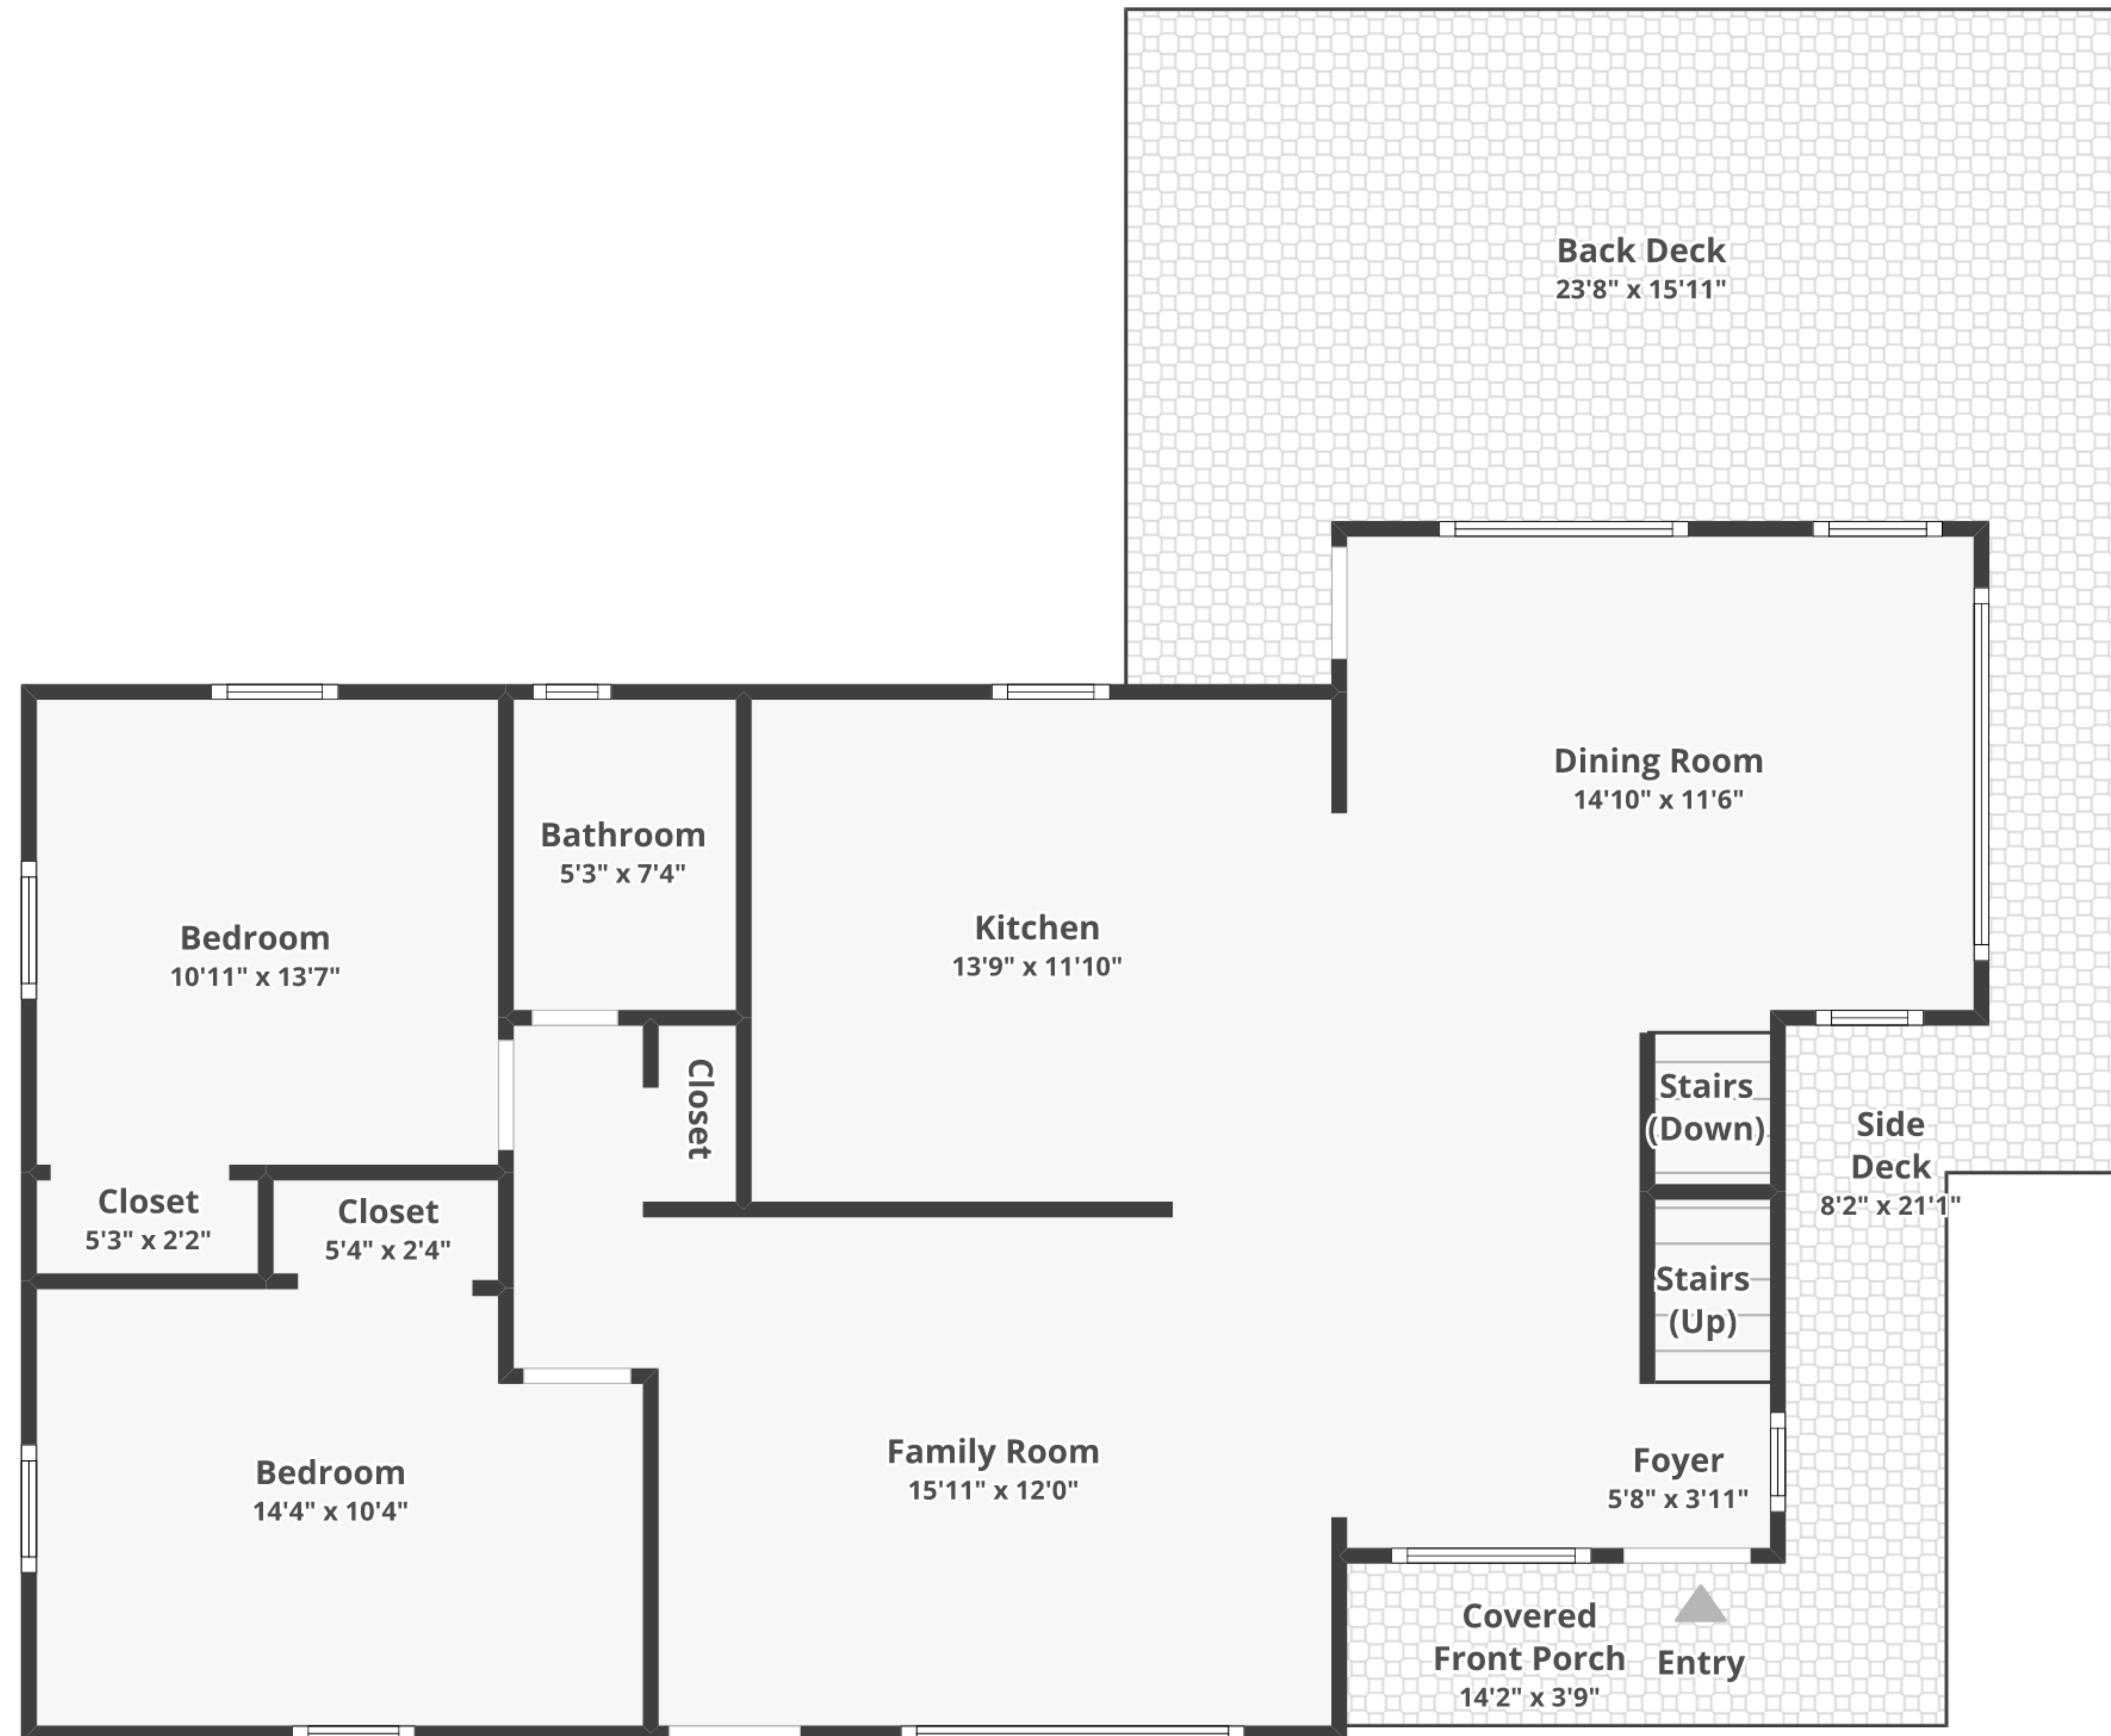 Back Deck
23'8" x 15'11"
Dining Room
14'10" x 11'6"
Bathroom
5'3" x 7'4"
Kitchen
13'9" x 11'10"
Bedroom
10'11" x 13'7"
Closet
Stairs
(Down)
Side
Deck
8'2" x 21'1"
Closet
5'3" x 2'2"
Closet
5'4" x 2'4"
Stairs
(Up)
Family Room
15'11" x 12'0"
Foyer
5'8" x 3'11"
Bedroom
14'4" x 10'4"
Covered
Front Porch
14'2" x 3'9"
Entry